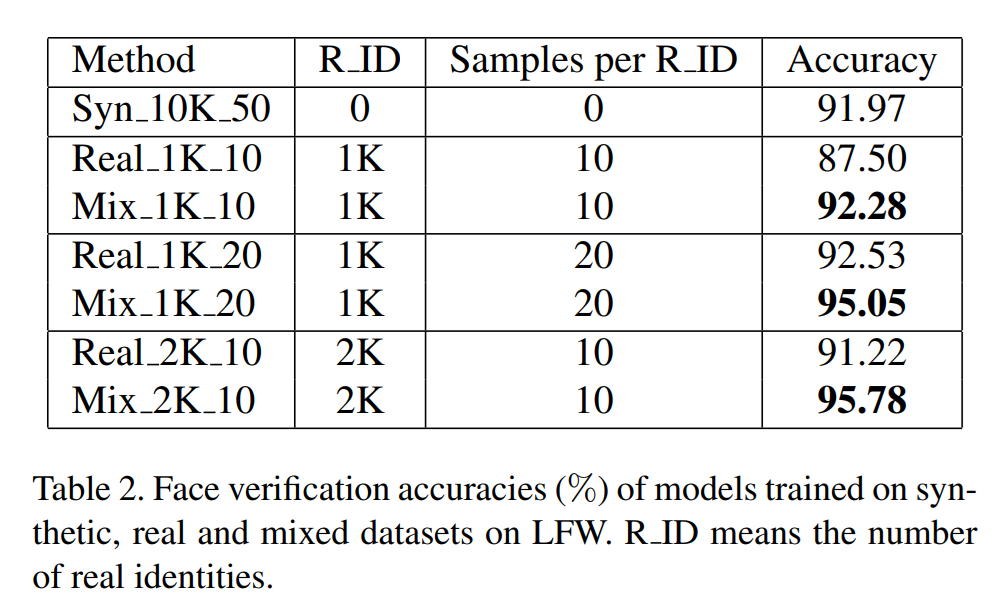 Method R_ID Samples per R_ID Accuracy
Syn_10K_50 0 0 91.97
Real_1K_10 1K 10 87.50
Mix_1K_10 1K 10 92.28
Real_1K_20 1K 20 92.53
Mix_1K_20 1K 20 95.05
Real_2K_10 2K 10 91.22
Mix_2K_10 2K 10 95.78
Table 2. Face verification accuracies (%) of models trained on syn-
thetic, real and mixed datasets on LFW. R_ID means the number
of real identities.